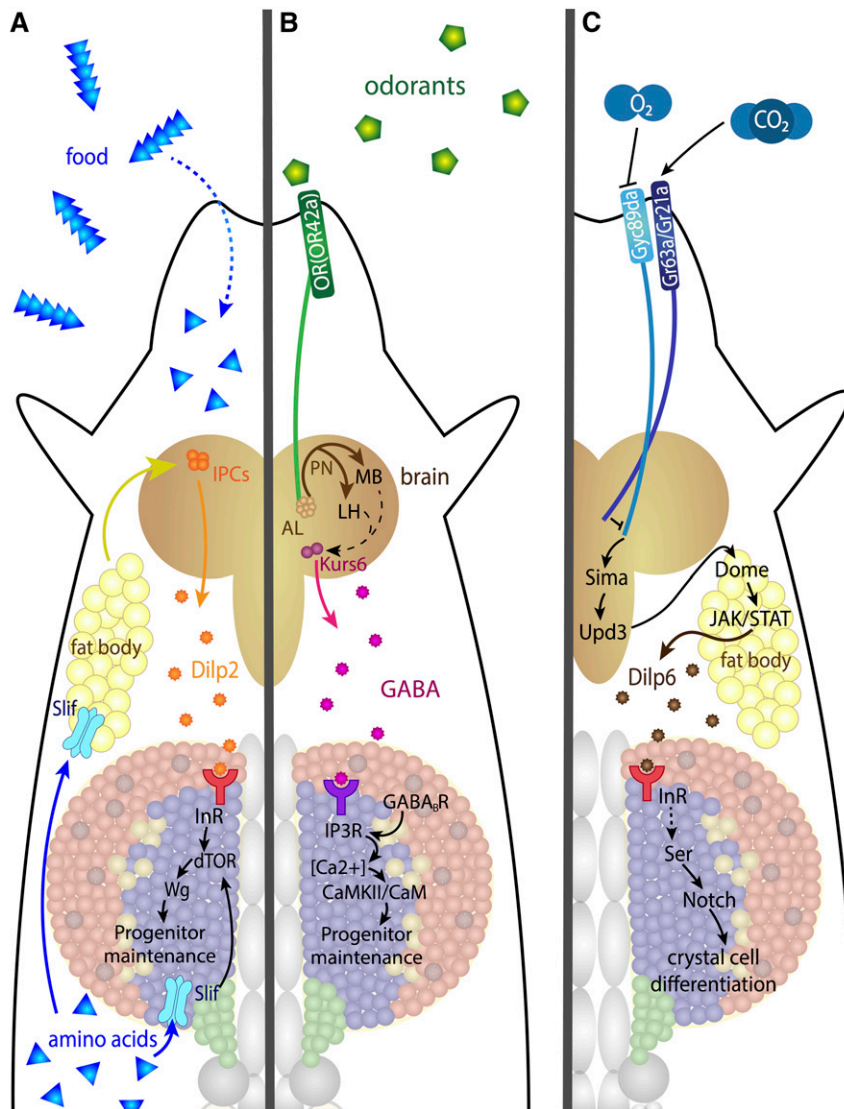 A
food
IPCs
fat body
Dilp2
Slif
InR
dTOR
Wg
Progenitor
maintenance
Slif
amino acids
B
odorants
OR(OR42a)
PN
MB
brain
AL
LH
Kurs6
GABA
GABABR
IP3R
[Ca2+]
CaMKII/CaM
Progenitor
maintenance
C
O2
CO2
Gyc89da
Gr63a/Gr21a
Sima
Upd3
Dome
JAK/STAT
fat body
Dilp6
InR
Ser
Notch
crystal cell
differentiation